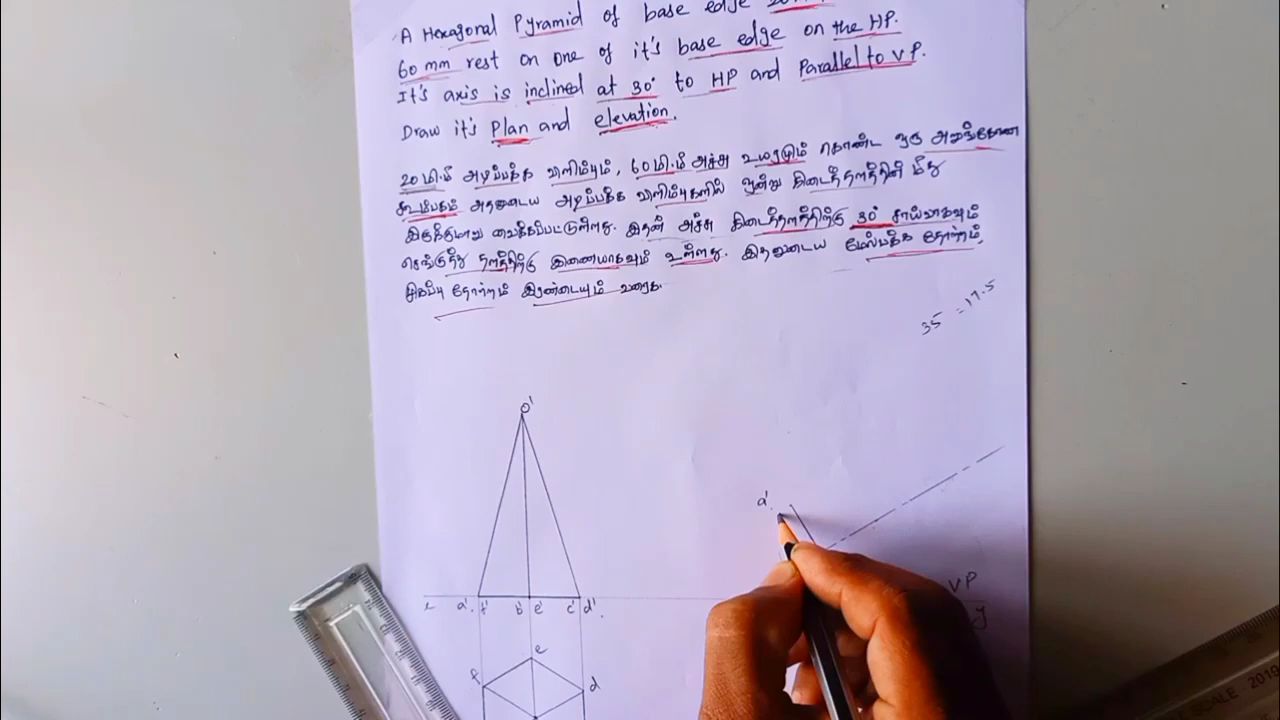 A Hexagonal Pyramid of base edge 20mm
60 mm rest on one of it's base edge on the HP.
It's axis is inclined at 30° to HP and Parallel to VP.
Draw it's Plan and elevation.
20 மி.மீ அடிப்பக்க விளிம்பும், 60 மி.மீ அச்சு உயரமும் கொண்ட ஒரு அறுங்கோண
கூம்பகம் அதனுடைய அடிப்பக்க விளிம்புகளில் ஒன்று கிடைத்தளத்தின் மீது
இருக்குமாறு வைக்கப்பட்டுள்ளது. இதன் அச்சு கிடைத்தளத்திற்கு 30° சாய்வாகவும்
செங்குத்து தளத்திற்கு இணையாகவும் உள்ளது. இதனுடைய மேல்பக்க தோற்றம்,
தோற்றம் இரண்டையும் வரைக.
35 = 17.5
o'
a'
a'. f' b' e' c' d'.
VP
y
e
f d
SCALE - 2019